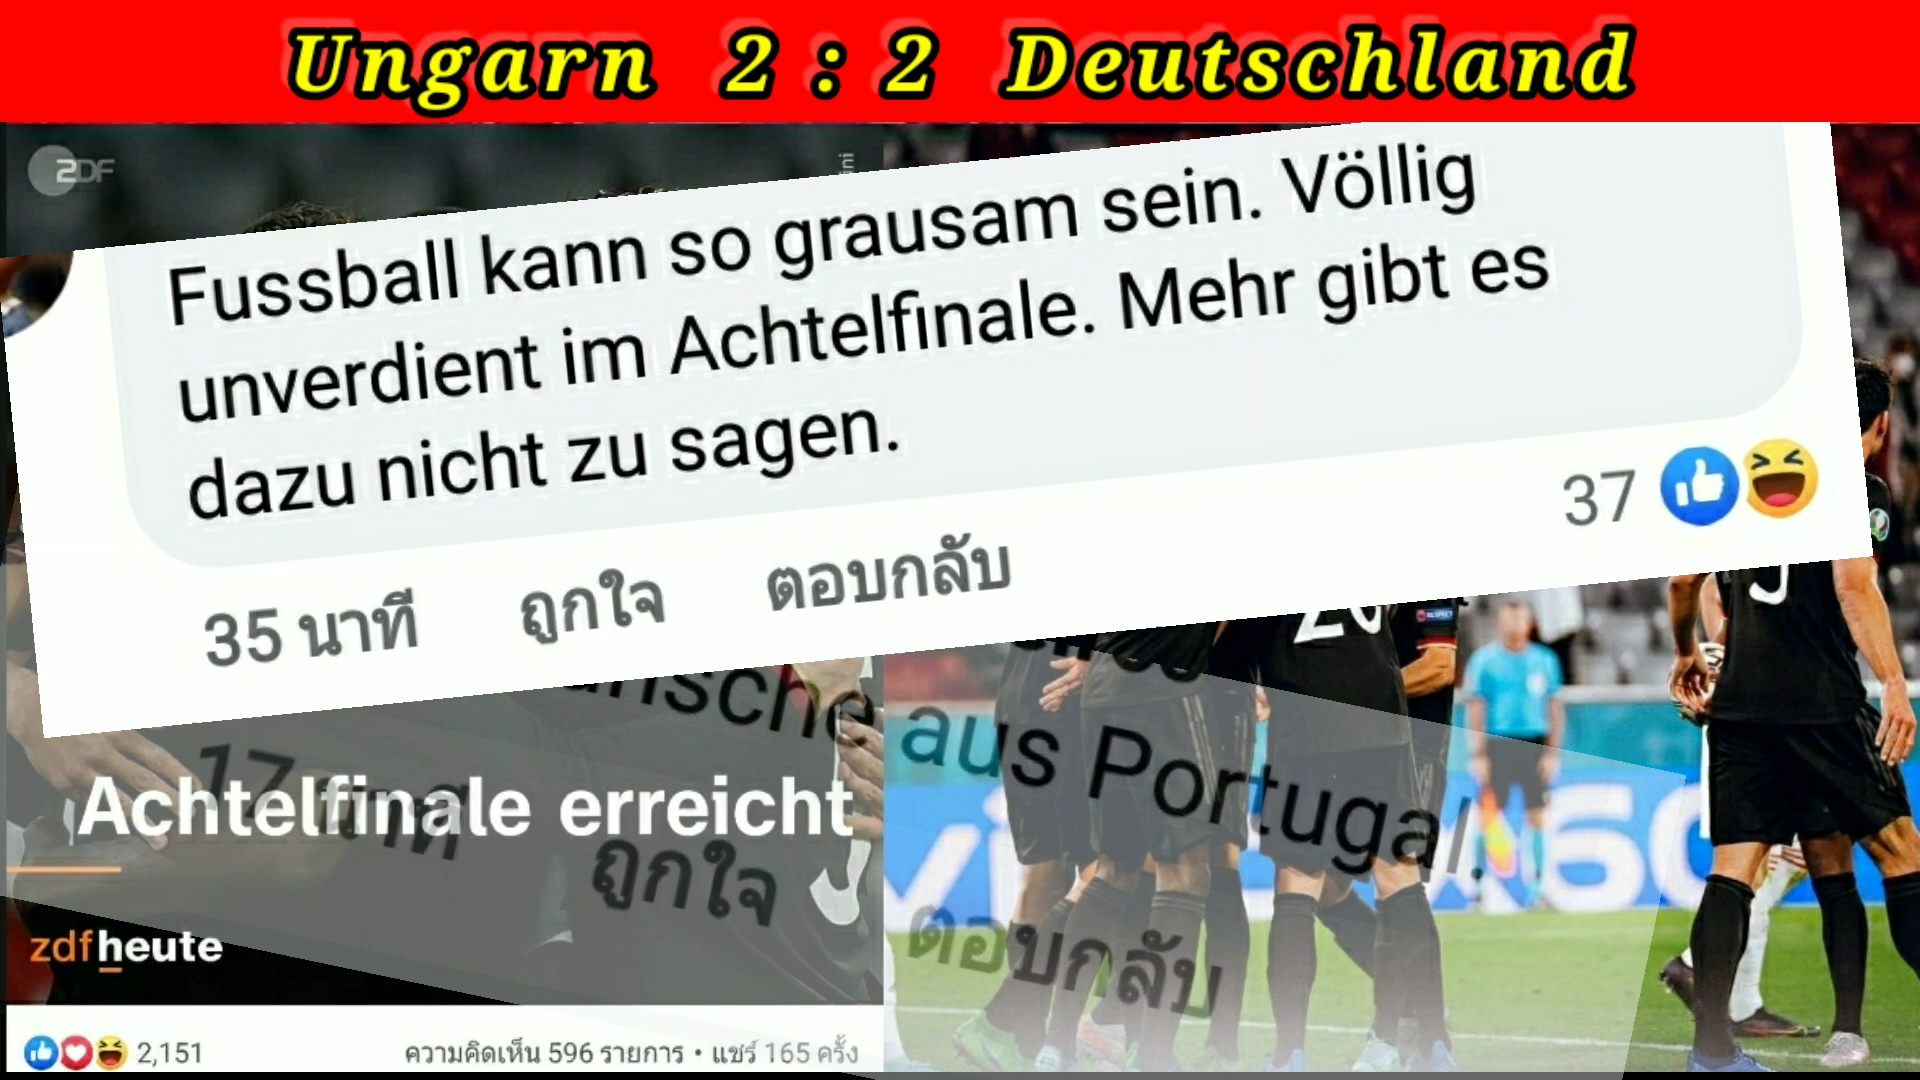 Ungarn 2 : 2 Deutschland
ZDF
Fussball kann so grausam sein. Völlig
unverdient im Achtelfinale. Mehr gibt es
dazu nicht zu sagen.
37
35 นาที ถูกใจ ตอบกลับ
aus Portugal.
17 นาที ถูกใจ ตอบกลับ
Achtelfinale erreicht
zdfheute
2,151 ความคิดเห็น 596 รายการ • แชร์ 165 ครั้ง